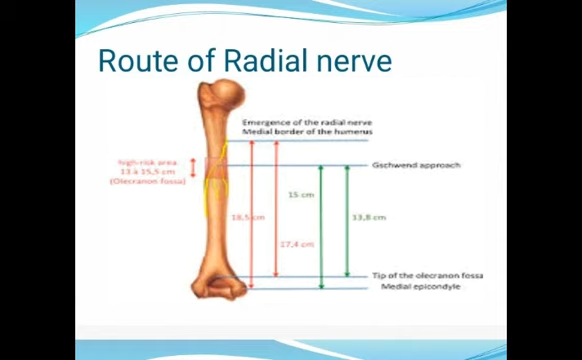 Route of Radial nerve
Emergence of the radial nerve
Medial border of the humerus
high-risk area
13 à 15,5 cm
(Olecranon fossa)
Gschwend approach
15 cm
18,5 cm
13,8 cm
17,4 cm
Tip of the olecranon fossa
Medial epicondyle